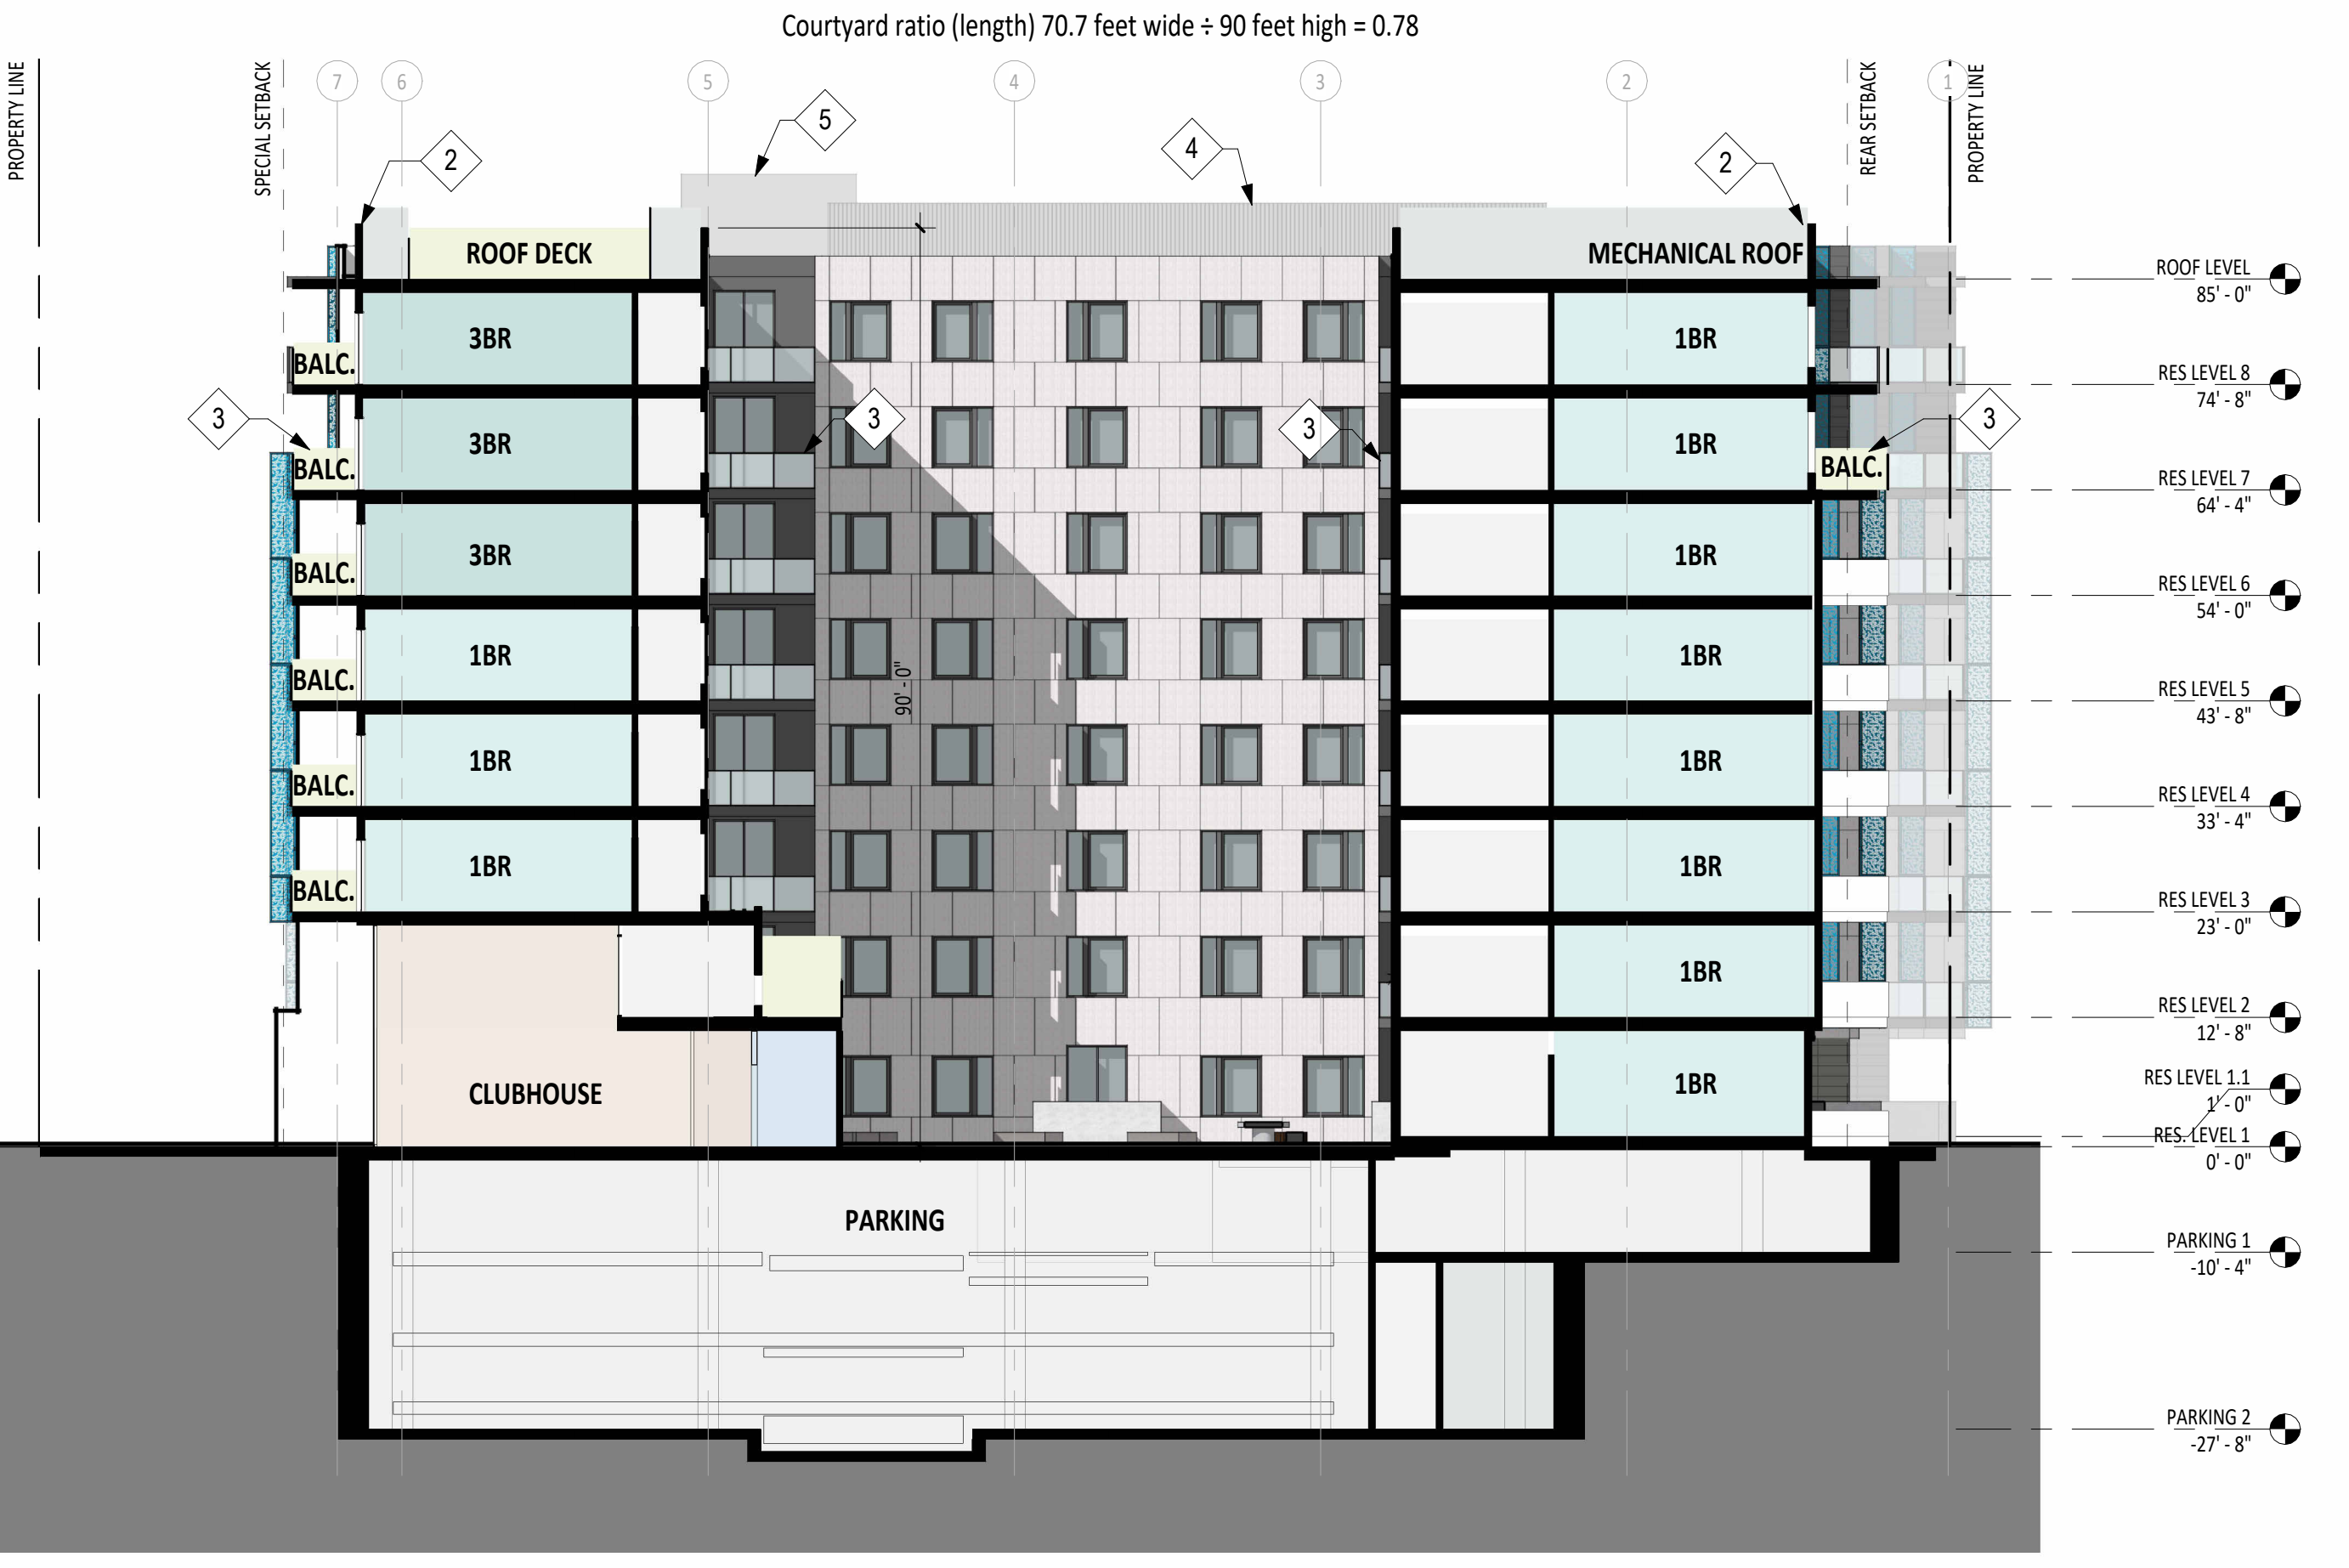 Courtyard ratio (length) 70.7 feet wide ÷ 90 feet high = 0.78
PROPERTY LINE
SPECIAL SETBACK
7
6
5
4
3
2
1
REAR SETBACK
PROPERTY LINE
2
5
4
2
ROOF DECK
MECHANICAL ROOF
ROOF LEVEL
85' - 0"
3BR
1BR
BALC.
RES LEVEL 8
74' - 8"
3
3
3
3
3BR
1BR
BALC.
BALC.
RES LEVEL 7
64' - 4"
3BR
1BR
BALC.
RES LEVEL 6
54' - 0"
1BR
1BR
BALC.
90' - 0"
RES LEVEL 5
43' - 8"
1BR
1BR
BALC.
RES LEVEL 4
33' - 4"
1BR
1BR
BALC.
RES LEVEL 3
23' - 0"
1BR
RES LEVEL 2
12' - 8"
CLUBHOUSE
1BR
RES LEVEL 1.1
1' - 0"
RES. LEVEL 1
0' - 0"
PARKING
PARKING 1
-10' - 4"
PARKING 2
-27' - 8"